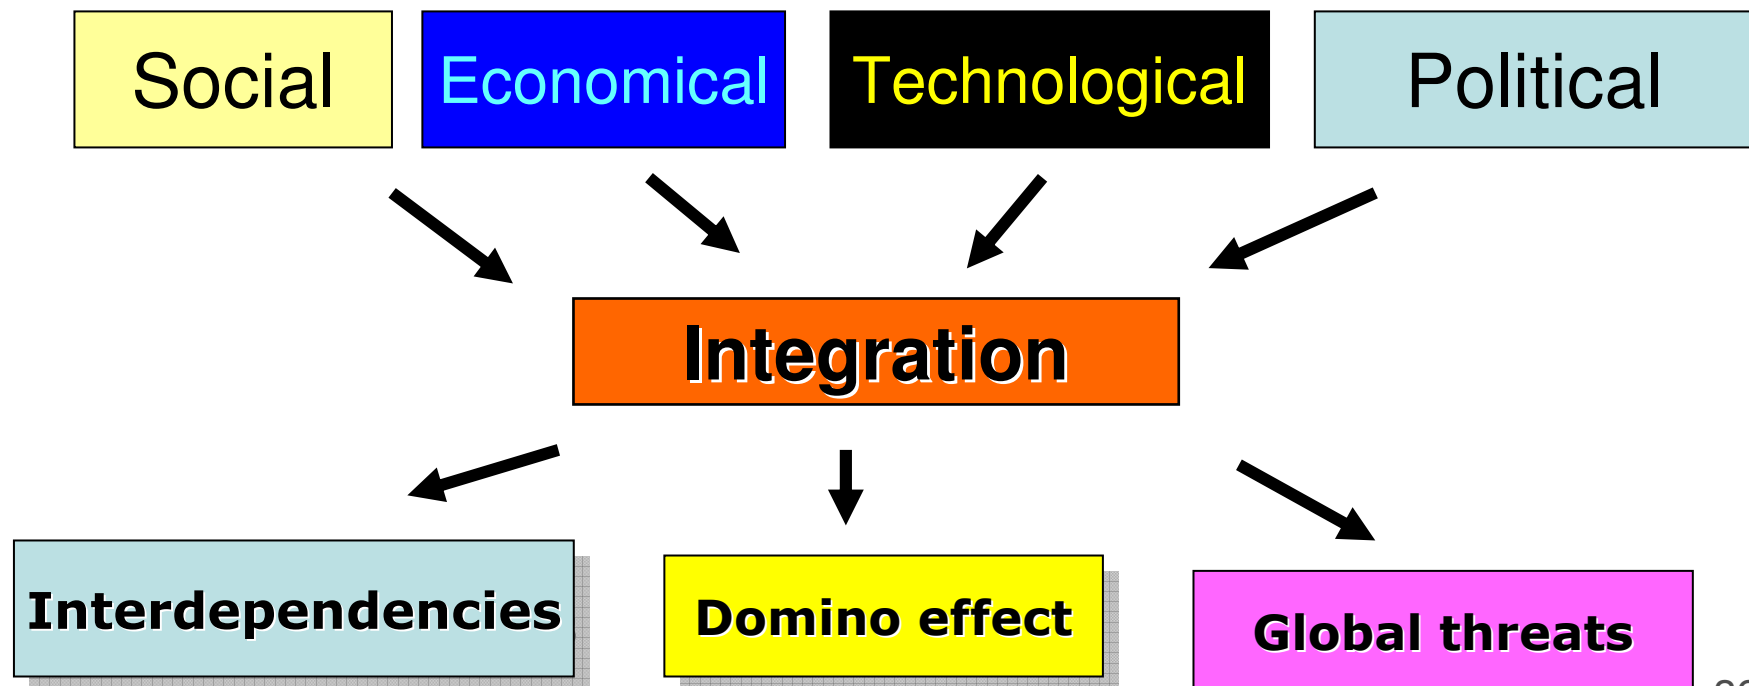 Social
Economical
Technological
Political
Integration
Interdependencies
Domino effect
Global threats